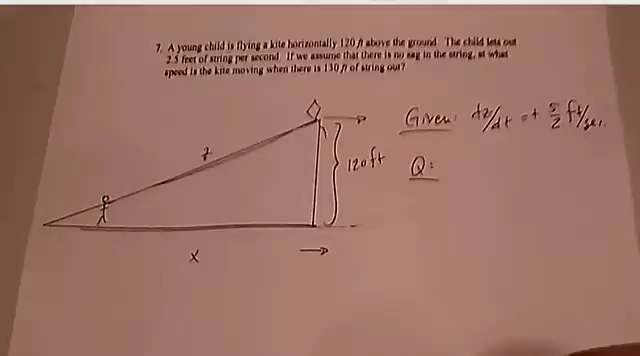 7. A young child is flying a kite horizontally 120 ft above the ground. The child lets out
2.5 feet of string per second. If we assume that there is no sag in the string, at what
speed is the kite moving when there is 130 ft of string out?
Given: dz/dt = + 5/2 ft/sec.
z
120 ft
Q:
x